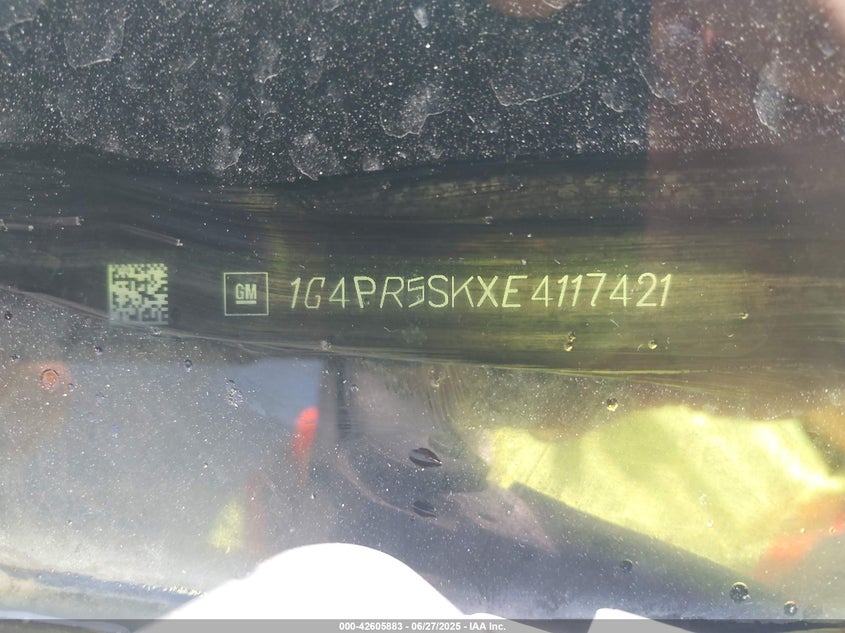 GM 1G4PR5SKXE4117421
000-42605883 - 06/27/2025 - IAA Inc.